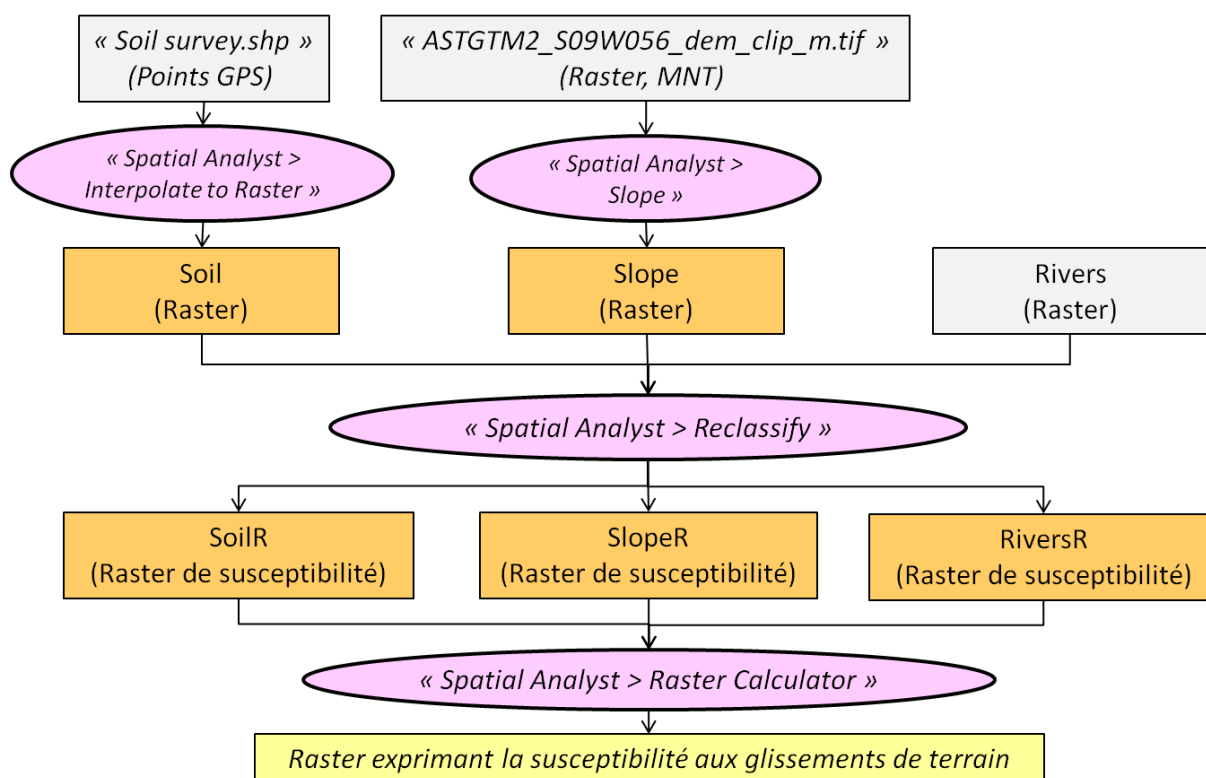 « Soil survey.shp »
(Points GPS)
« ASTGTM2_S09W056_dem_clip_m.tif »
(Raster, MNT)
« Spatial Analyst >
Interpolate to Raster »
« Spatial Analyst >
Slope »
Soil
(Raster)
Slope
(Raster)
Rivers
(Raster)
« Spatial Analyst > Reclassify »
SoilR
(Raster de susceptibilité)
SlopeR
(Raster de susceptibilité)
RiversR
(Raster de susceptibilité)
« Spatial Analyst > Raster Calculator »
Raster exprimant la susceptibilité aux glissements de terrain